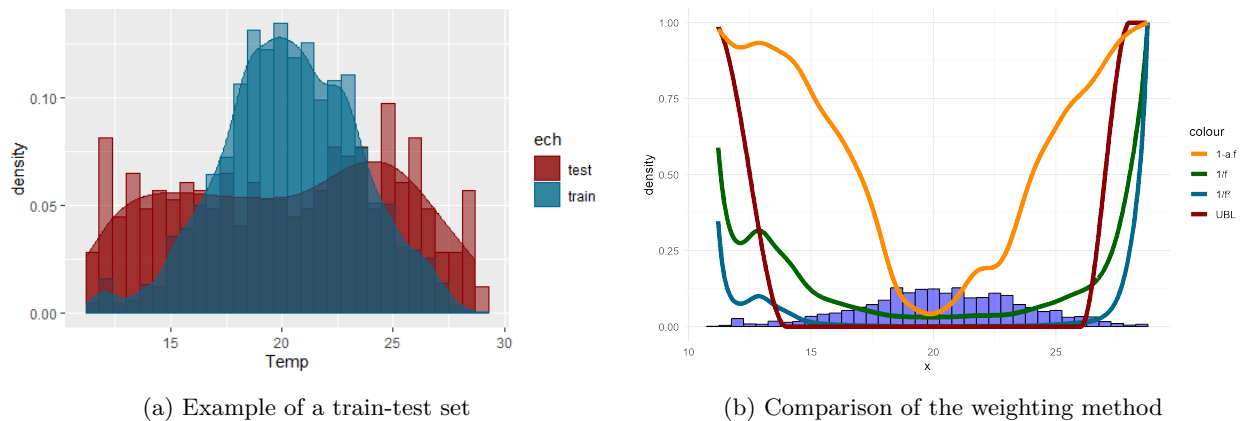 density
0.10
0.05
0.00
15
20
25
30
Temp
ech
test
train
(a) Example of a train-test set
density
1.00
0.75
0.50
0.25
0.00
10
15
20
25
x
colour
1-a.f
1/f
1/f²
UBL
(b) Comparison of the weighting method